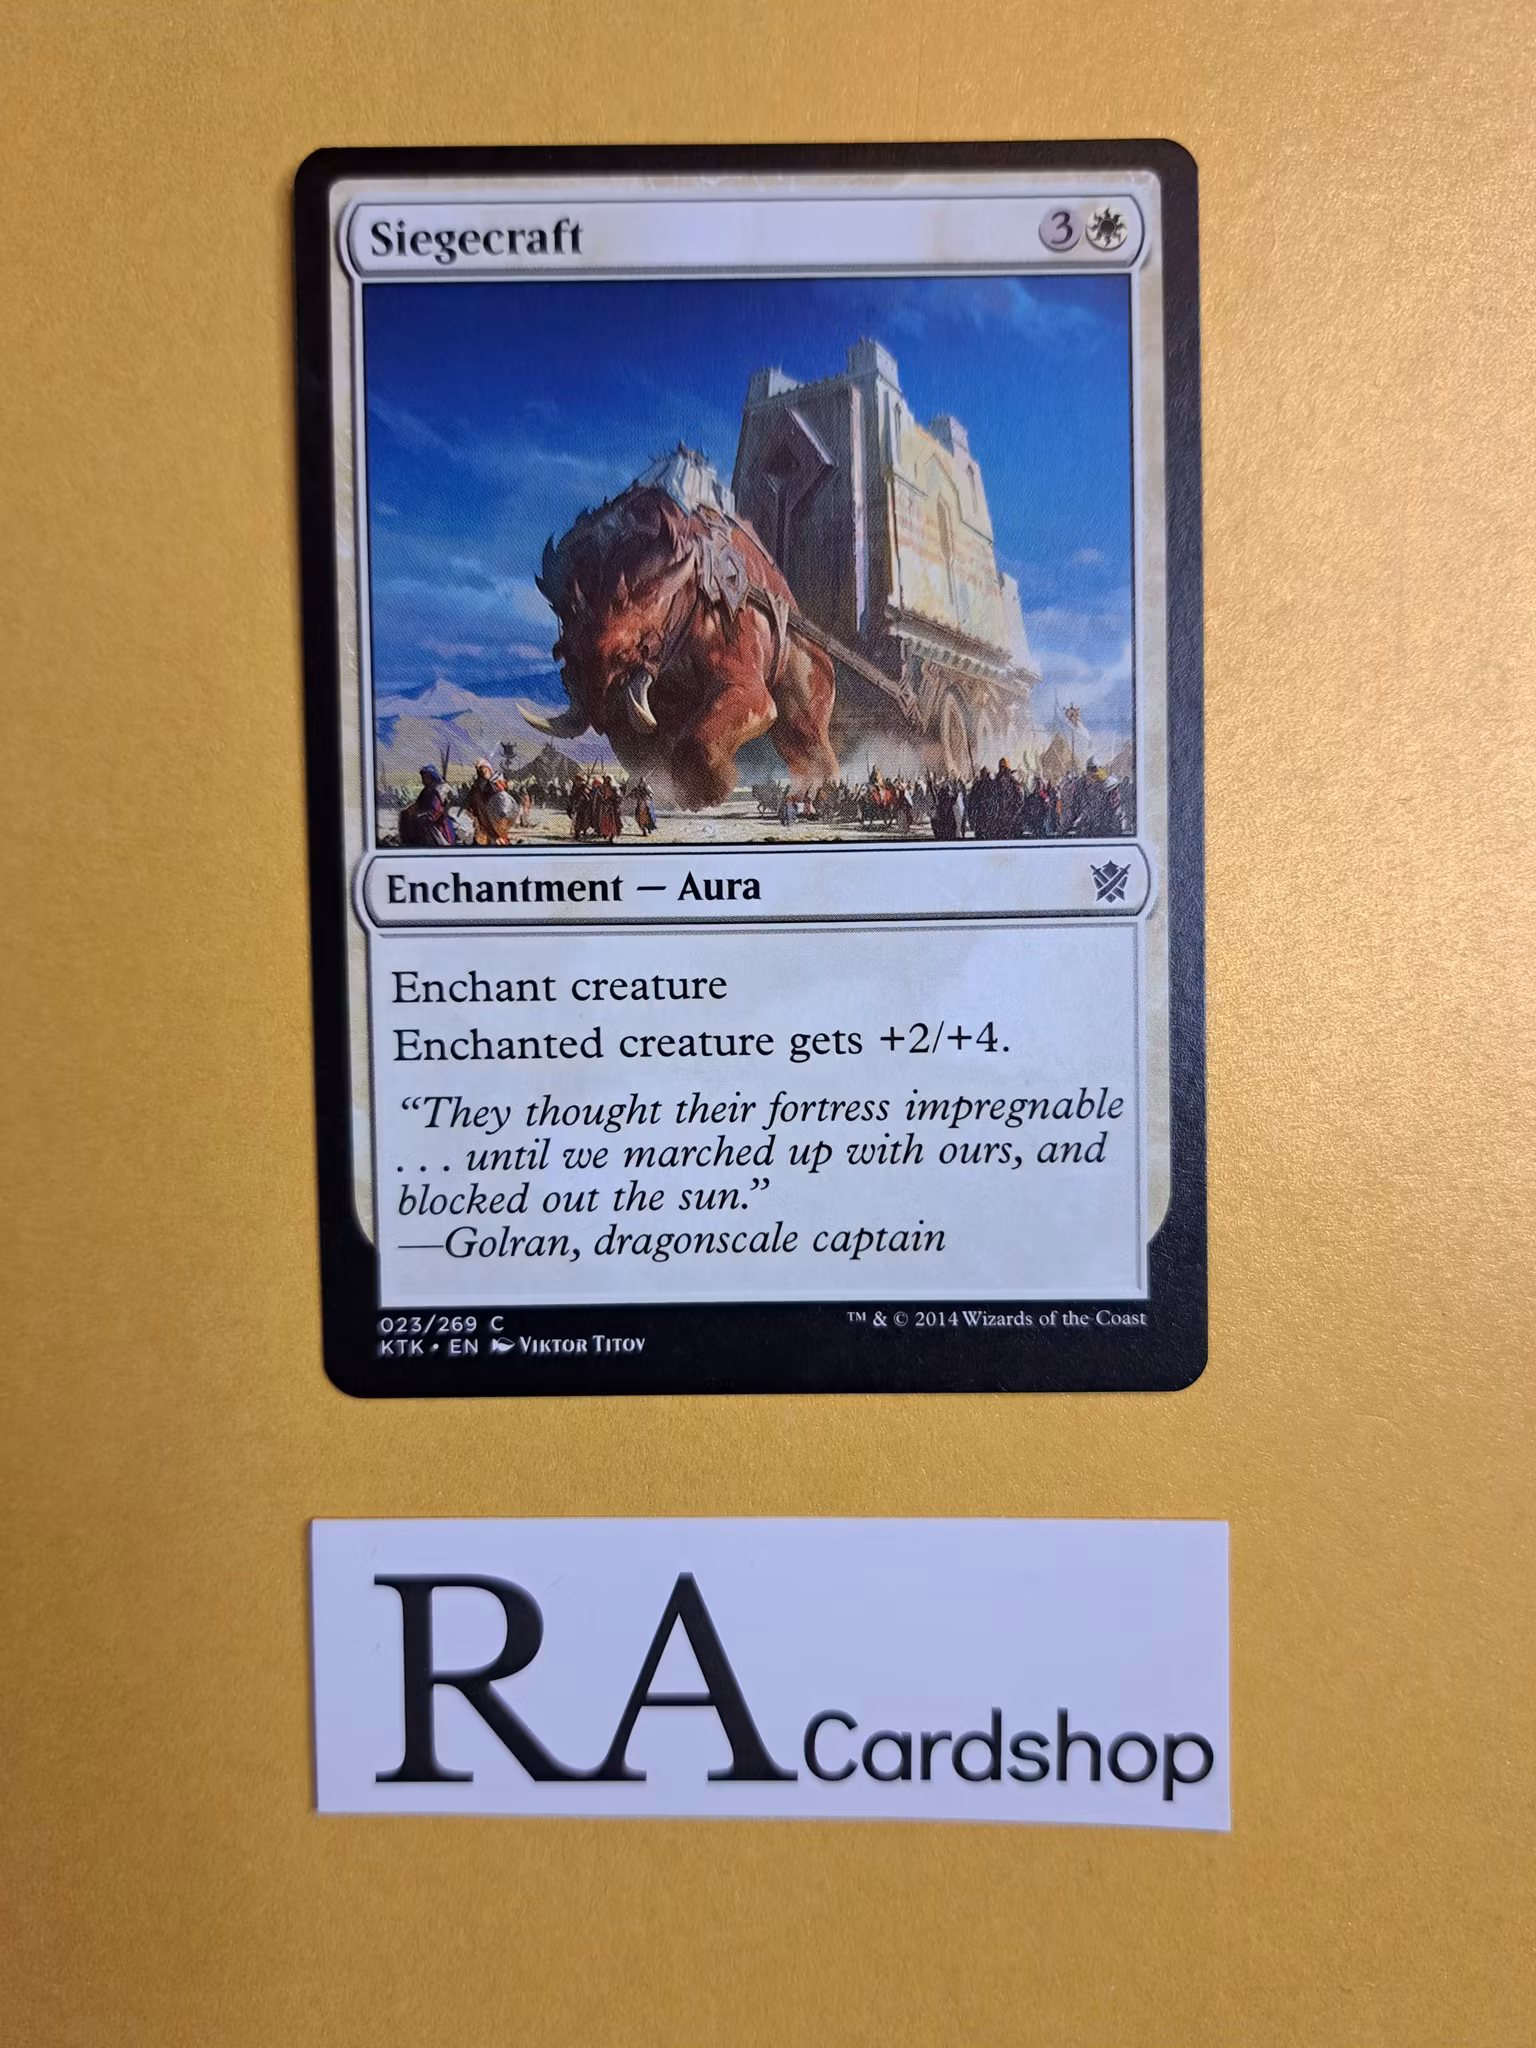 Siegecraft 3
Enchantment — Aura
Enchant creature
Enchanted creature gets +2/+4.
“They thought their fortress impregnable
. . . until we marched up with ours, and
blocked out the sun.”
—Golran, dragonscale captain
023/269 C
™ & © 2014 Wizards of the Coast
KTK • EN Viktor Titov
RA Cardshop